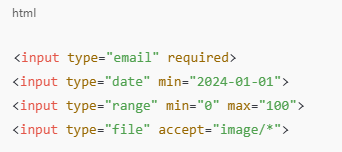 html
<input type="email" required>
<input type="date" min="2024-01-01">
<input type="range" min="0" max="100">
<input type="file" accept="image/*">